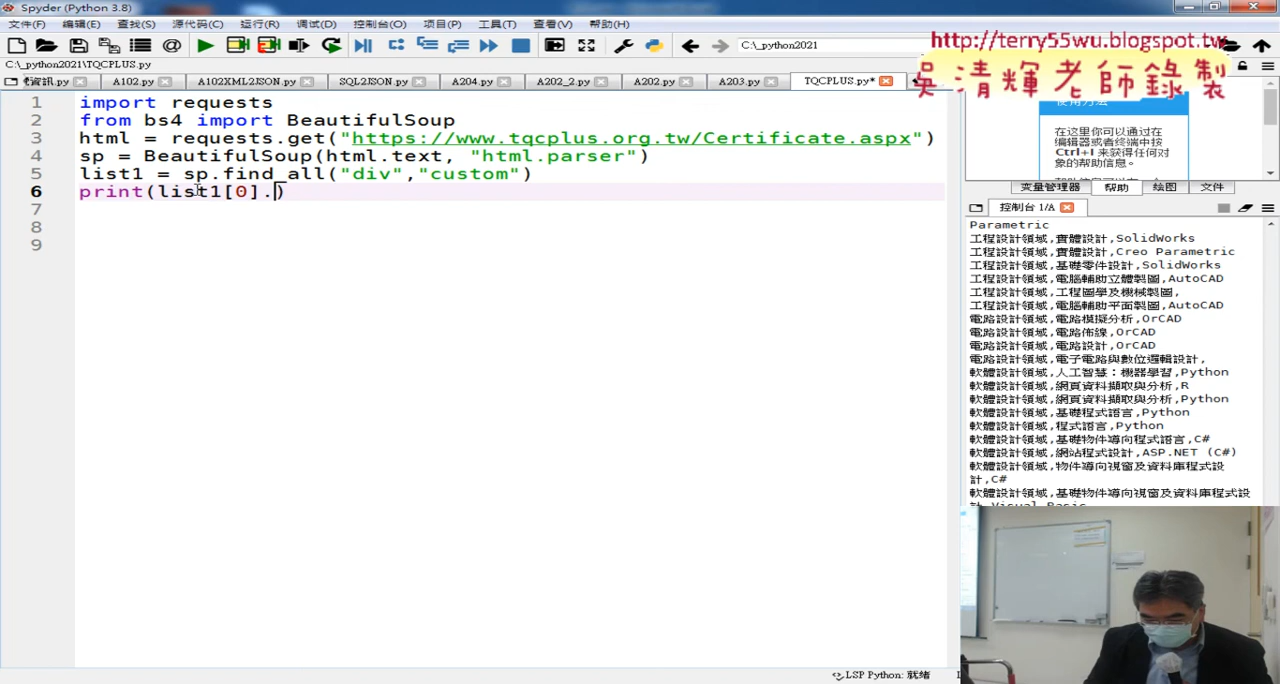 Spyder (Python 3.8)
文件(F) 编辑(E) 查找(S) 源代码(C) 运行(R) 调试(D) 控制台(O) 项目(P) 工具(T) 查看(V) 帮助(H)
C:\_python2021
http://terry55wu.blogspot.tw
吳清輝老師錄製
C:\_python2021\TQCPLUS.py
資訊.py A102.py A102XML2JSON.py SQL2JSON.py A204.py A202_2.py A202.py A203.py TQCPLUS.py*
1 import requests
2 from bs4 import BeautifulSoup
3 html = requests.get("https://www.tqcplus.org.tw/Certificate.aspx")
4 sp = BeautifulSoup(html.text, "html.parser")
5 list1 = sp.find_all("div","custom")
6 print(list1[0].)
7
8
9
使用方法
在这里你可以通过在
编辑器或者终端中按
Ctrl+I 来获得任何对
象的帮助信息。
变量管理器 帮助 绘图 文件
控制台 1/A
Parametric
工程設計領域,實體設計,SolidWorks
工程設計領域,實體設計,Creo Parametric
工程設計領域,基礎零件設計,SolidWorks
工程設計領域,電腦輔助立體製圖,AutoCAD
工程設計領域,工程圖學及機械製圖,
工程設計領域,電腦輔助平面製圖,AutoCAD
電路設計領域,電路模擬分析,OrCAD
電路設計領域,電路佈線,OrCAD
電路設計領域,電路設計,OrCAD
電路設計領域,電子電路與數位邏輯設計,
軟體設計領域,人工智慧：機器學習,Python
軟體設計領域,網頁資料擷取與分析,R
軟體設計領域,網頁資料擷取與分析,Python
軟體設計領域,基礎程式語言,Python
軟體設計領域,程式語言,Python
軟體設計領域,基礎物件導向程式語言,C#
軟體設計領域,網站程式設計,ASP.NET (C#)
軟體設計領域,物件導向視窗及資料庫程式設
計,C#
軟體設計領域,基礎物件導向視窗及資料庫程式設
LSP Python: 就绪